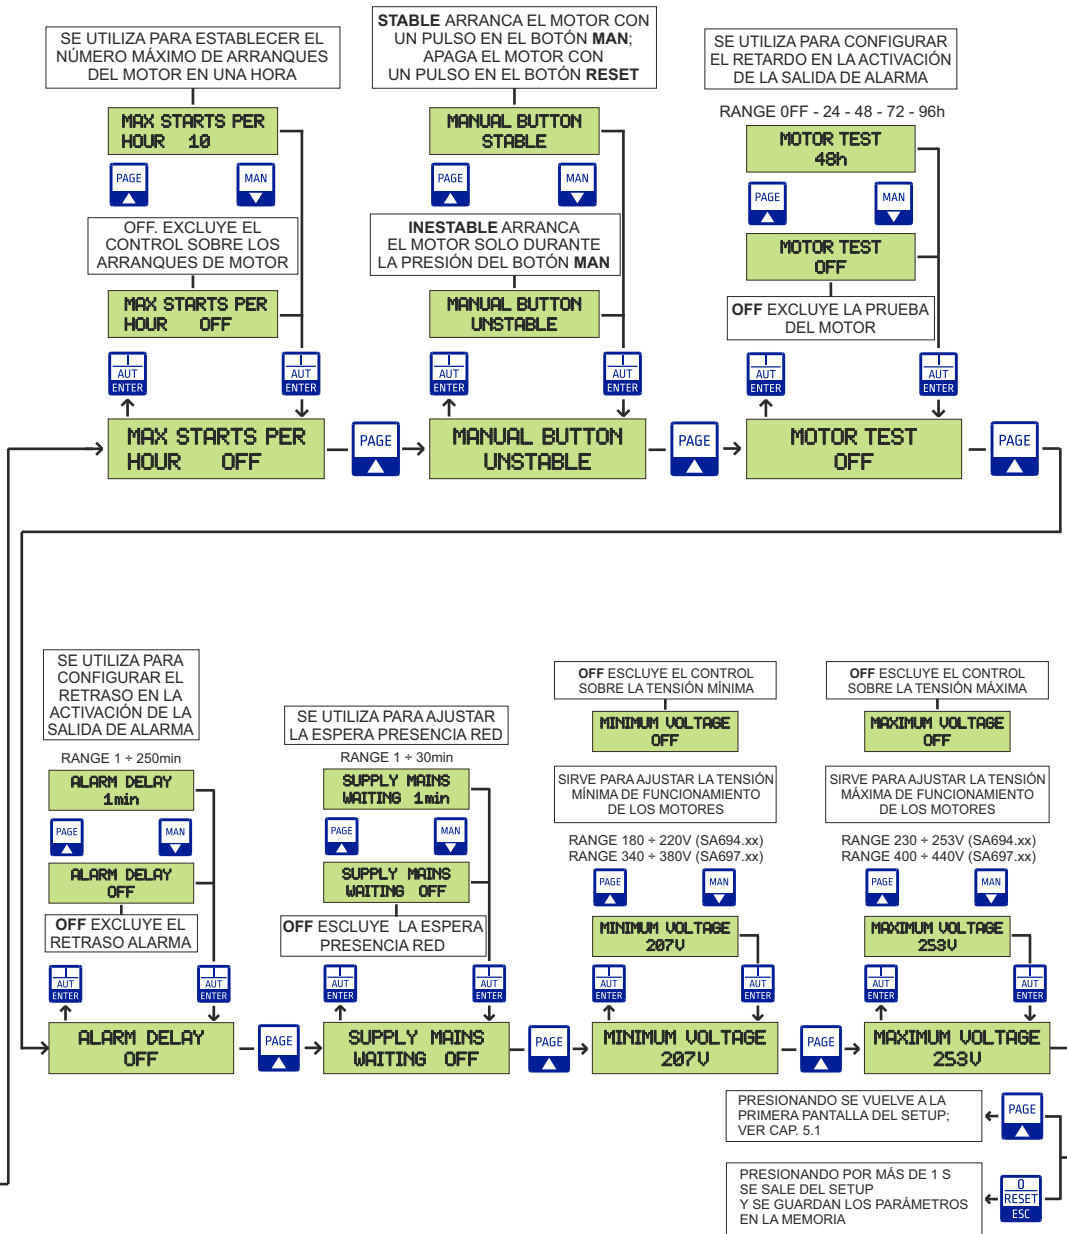 SE UTILIZA PARA ESTABLECER EL
NÚMERO MÁXIMO DE ARRANQUES
DEL MOTOR EN UNA HORA
MAX STARTS PER
HOUR 10
PAGE
MAN
OFF. EXCLUYE EL
CONTROL SOBRE LOS
ARRANQUES DE MOTOR
MAX STARTS PER
HOUR OFF
AUT
ENTER
AUT
ENTER
MAX STARTS PER
HOUR OFF
PAGE
STABLE ARRANCA EL MOTOR CON
UN PULSO EN EL BOTÓN MAN;
APAGA EL MOTOR CON
UN PULSO EN EL BOTÓN RESET
MANUAL BUTTON
STABLE
PAGE
MAN
INESTABLE ARRANCA
EL MOTOR SOLO DURANTE
LA PRESIÓN DEL BOTÓN MAN
MANUAL BUTTON
UNSTABLE
AUT
ENTER
AUT
ENTER
MANUAL BUTTON
UNSTABLE
PAGE
SE UTILIZA PARA CONFIGURAR
EL RETARDO EN LA ACTIVACIÓN
DE LA SALIDA DE ALARMA
RANGE 0FF - 24 - 48 - 72 - 96h
MOTOR TEST
48h
PAGE
MAN
MOTOR TEST
OFF
OFF EXCLUYE LA PRUEBA
DEL MOTOR
AUT
ENTER
AUT
ENTER
MOTOR TEST
OFF
PAGE
SE UTILIZA PARA
CONFIGURAR EL
RETRASO EN LA
ACTIVACIÓN DE LA
SALIDA DE ALARMA
RANGE 1 ÷ 250min
ALARM DELAY
1min
PAGE
MAN
ALARM DELAY
OFF
OFF EXCLUYE EL
RETRASO ALARMA
AUT
ENTER
AUT
ENTER
ALARM DELAY
OFF
PAGE
SE UTILIZA PARA AJUSTAR
LA ESPERA PRESENCIA RED
RANGE 1 ÷ 30min
SUPPLY MAINS
WAITING 1min
PAGE
MAN
SUPPLY MAINS
WAITING OFF
OFF ESCLUYE LA ESPERA
PRESENCIA RED
AUT
ENTER
AUT
ENTER
SUPPLY MAINS
WAITING OFF
PAGE
OFF ESCLUYE EL CONTROL
SOBRE LA TENSIÓN MÍNIMA
MINIMUM VOLTAGE
OFF
SIRVE PARA AJUSTAR LA TENSIÓN
MÍNIMA DE FUNCIONAMIENTO
DE LOS MOTORES
RANGE 180 ÷ 220V (SA694.xx)
RANGE 340 ÷ 380V (SA697.xx)
PAGE
MAN
MINIMUM VOLTAGE
207V
AUT
ENTER
AUT
ENTER
MINIMUM VOLTAGE
207V
PAGE
OFF ESCLUYE EL CONTROL
SOBRE LA TENSIÓN MÁXIMA
MAXIMUM VOLTAGE
OFF
SIRVE PARA AJUSTAR LA TENSIÓN
MÁXIMA DE FUNCIONAMIENTO
DE LOS MOTORES
RANGE 230 ÷ 253V (SA694.xx)
RANGE 400 ÷ 440V (SA697.xx)
PAGE
MAN
MAXIMUM VOLTAGE
253V
AUT
ENTER
AUT
ENTER
MAXIMUM VOLTAGE
253V
PRESIONANDO SE VUELVE A LA
PRIMERA PANTALLA DEL SETUP;
VER CAP. 5.1
PAGE
PRESIONANDO POR MÁS DE 1 S
SE SALE DEL SETUP
Y SE GUARDAN LOS PARÁMETROS
EN LA MEMORIA
0
RESET
ESC